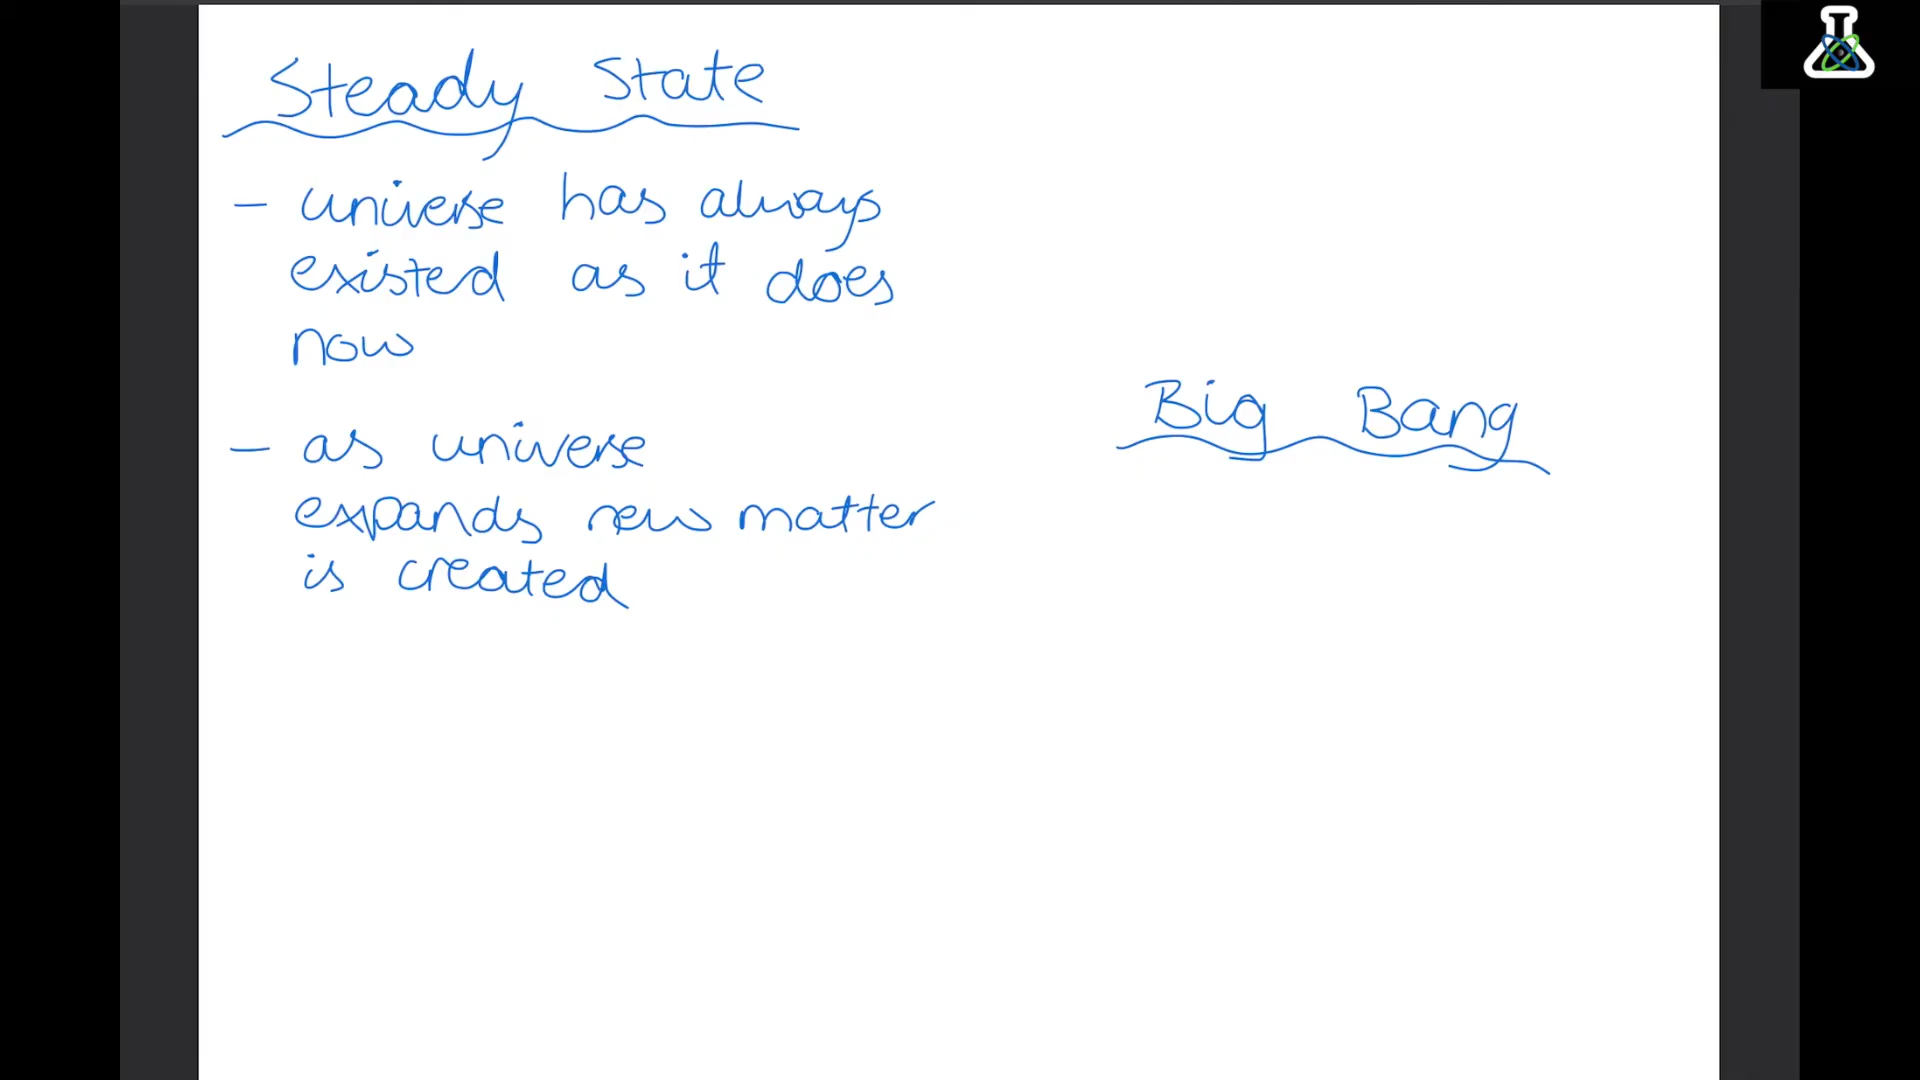 Steady State
- universe has always
existed as it does
now
- as universe
expands new matter
is created
Big Bang